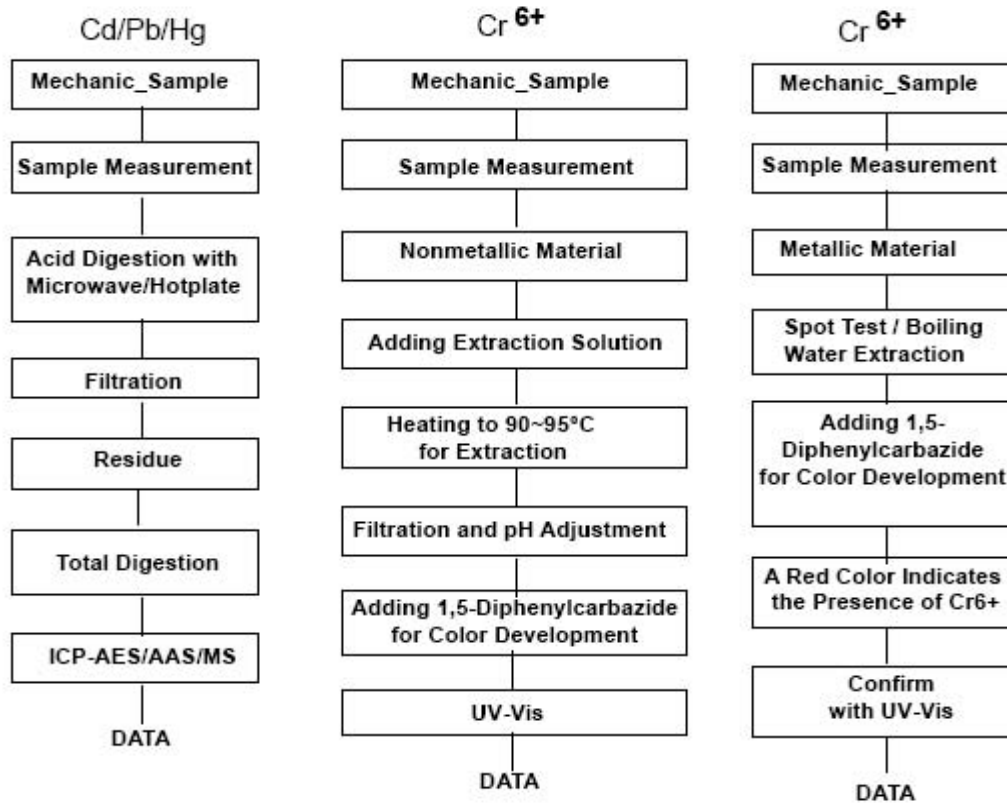 Cd/Pb/Hg
Mechanic_Sample
Sample Measurement
Acid Digestion with
Microwave/Hotplate
Filtration
Residue
Total Digestion
ICP-AES/AAS/MS
DATA
Cr 6+
Mechanic_Sample
Sample Measurement
Nonmetallic Material
Adding Extraction Solution
Heating to 90~95ºC
for Extraction
Filtration and pH Adjustment
Adding 1,5-Diphenylcarbazide
for Color Development
UV-Vis
DATA
Cr 6+
Mechanic_Sample
Sample Measurement
Metallic Material
Spot Test / Boiling
Water Extraction
Adding 1,5-
Diphenylcarbazide
for Color Development
A Red Color Indicates
the Presence of Cr6+
Confirm
with UV-Vis
DATA